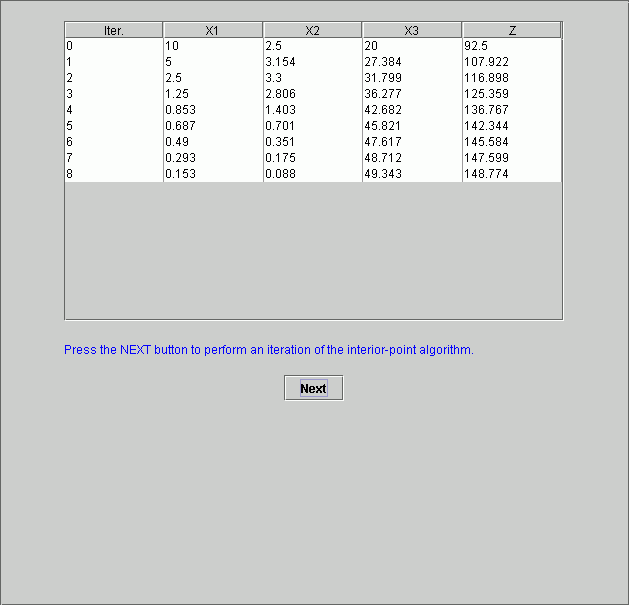 Iter. X1 X2 X3 Z
0 10 2.5 20 92.5
1 5 3.154 27.384 107.922
2 2.5 3.3 31.799 116.898
3 1.25 2.806 36.277 125.359
4 0.853 1.403 42.682 136.767
5 0.687 0.701 45.821 142.344
6 0.49 0.351 47.617 145.584
7 0.293 0.175 48.712 147.599
8 0.153 0.088 49.343 148.774
Press the NEXT button to perform an iteration of the interior-point algorithm.
Next